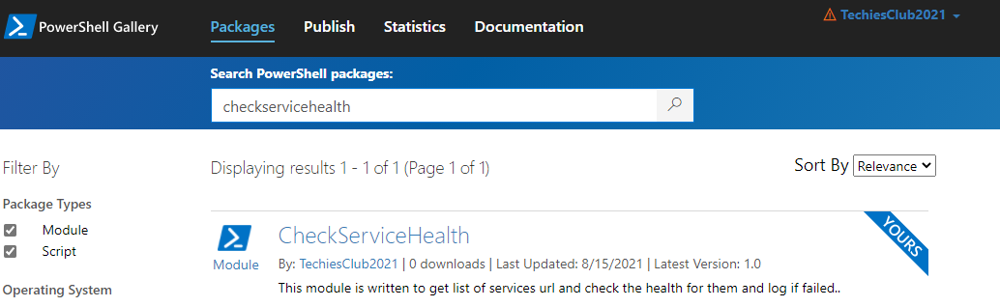 PowerShell Gallery Packages Publish Statistics Documentation TechiesClub2021
Search PowerShell packages:
checkservicehealth
Filter By
Displaying results 1 - 1 of 1 (Page 1 of 1)
Sort By Relevance
Package Types
Module
Script
Operating System
CheckServiceHealth
YOURS
Module
By: TechiesClub2021 | 0 downloads | Last Updated: 8/15/2021 | Latest Version: 1.0
This module is written to get list of services url and check the health for them and log if failed..